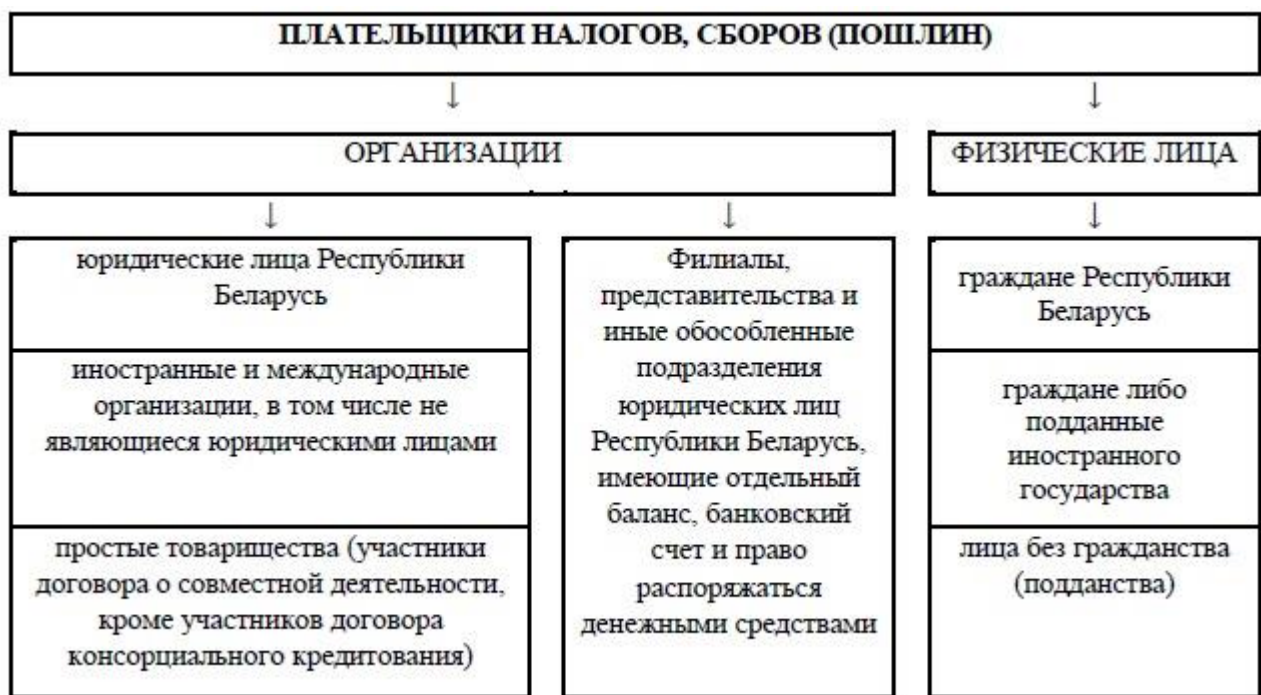 ПЛАТЕЛЬЩИКИ НАЛОГОВ, СБОРОВ (ПОШЛИН)
↓
↓
ОРГАНИЗАЦИИ
ФИЗИЧЕСКИЕ ЛИЦА
↓
↓
↓
юридические лица Республики
Беларусь
иностранные и международные
организации, в том числе не
являющиеся юридическими лицами
простые товарищества (участники
договора о совместной деятельности,
кроме участников договора
консорциального кредитования)
Филиалы,
представительства и
иные обособленные
подразделения
юридических лиц
Республики Беларусь,
имеющие отдельный
баланс, банковский
счет и право
распоряжаться
денежными средствами
граждане Республики
Беларусь
граждане либо
подданные
иностранного
государства
лица без гражданства
(подданства)